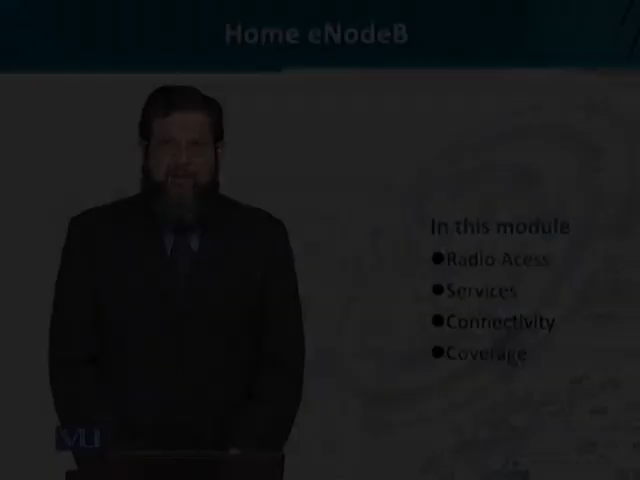 Home eNodeB
In this module
●Radio Acess
●Services
●Connectivity
●Coverage
VU